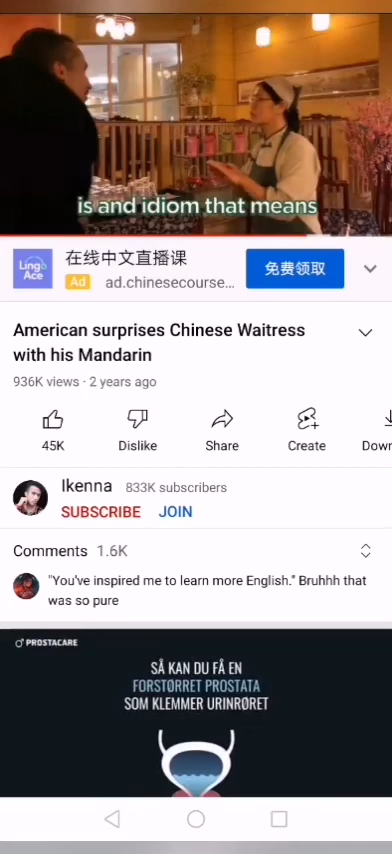 is and idiom that means
Ling
Ace
在线中文直播课
Ad ad.chinesecourse...
免费领取
American surprises Chinese Waitress
with his Mandarin
936K views · 2 years ago
45K
Dislike
Share
Create
Down
Ikenna 833K subscribers
SUBSCRIBE JOIN
Comments 1.6K
"You've inspired me to learn more English." Bruhhh that
was so pure
PROSTACARE
SÅ KAN DU FÅ EN
FORSTØRRET PROSTATA
SOM KLEMMER URINRØRET